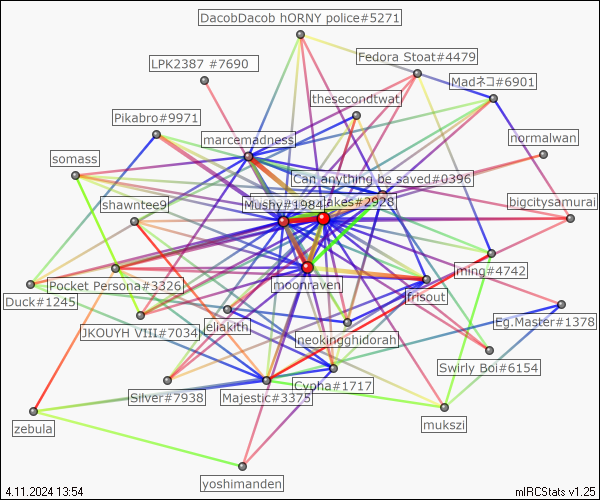 DacobDacob hORNY police#5271
Fedora Stoat#4479
LPK2387 #7690
Madネコ#6901
thesecondtwat
Pikabro#9971
marcemadness
normalwan
somass
Can anything be saved#0396
shawntee9
Mushy#1984
akes#2928
bigcitysamurai
ming#4742
moonraven
Pocket Persona#3326
Duck#1245
frisout
Eg.Master#1378
JKOUYH VIII#7034
eliakith
neokingghidorah
Swirly Boi#6154
Cypha#1717
Silver#7938
Majestic#3375
mukszi
zebula
yoshimanden
4.11.2024 13:54
mIRCStats v1.25